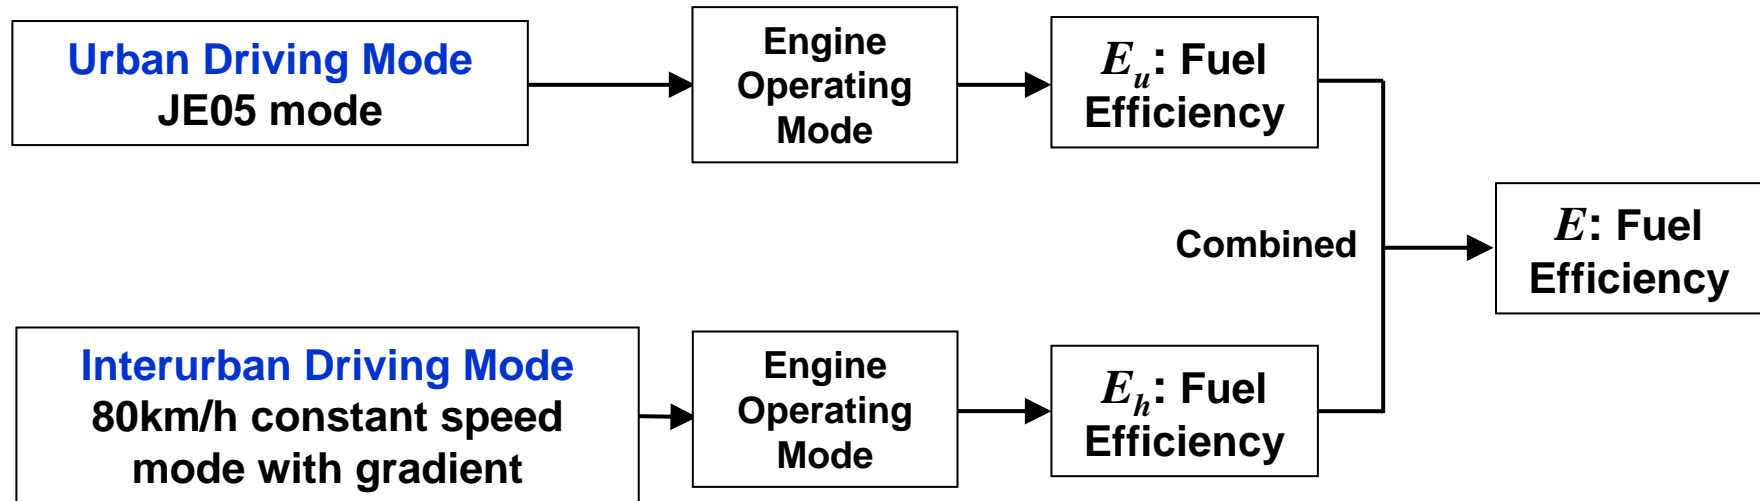 Urban Driving Mode
JE05 mode
Engine
Operating
Mode
Eu: Fuel
Efficiency
Combined
E: Fuel
Efficiency
Interurban Driving Mode
80km/h constant speed
mode with gradient
Engine
Operating
Mode
Eh: Fuel
Efficiency